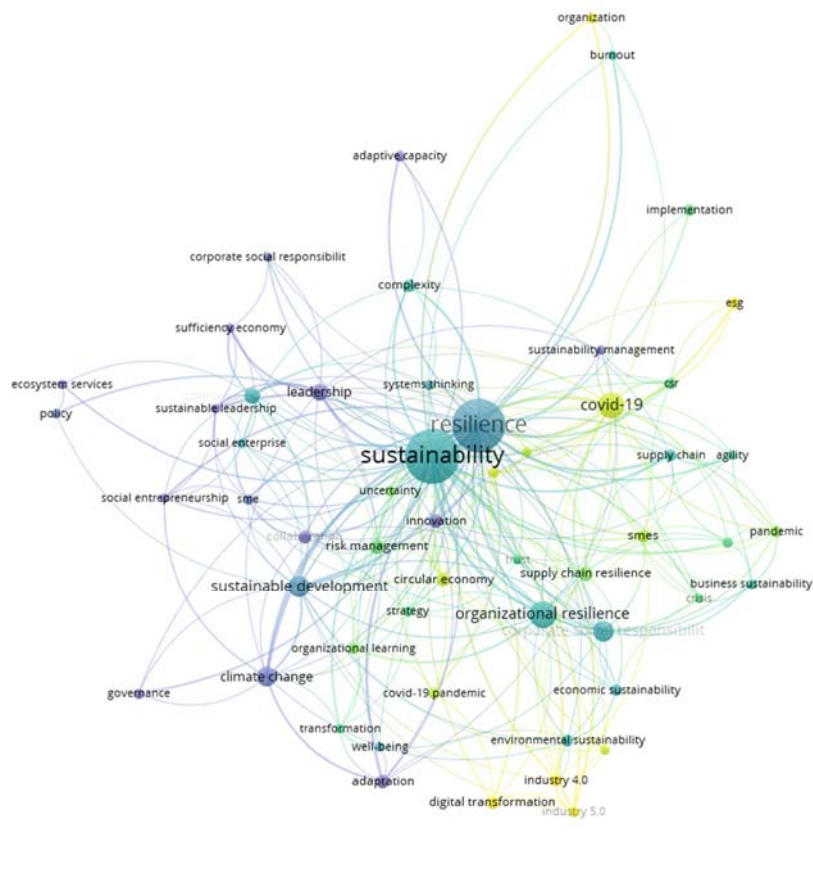 organization
burnout
adaptive capacity
implementation
corporate social responsibilit
complexity
esg
sufficiency economy
sustainability management
ecosystem services
systems thinking
csr
leadership
policy
sustainable leadership
covid-19
resilience
social enterprise
sustainability
supply chain
agility
uncertainty
social entrepreneurship
sme
innovation
pandemic
smes
risk management
trust
supply chain resilience
circular economy
business sustainability
sustainable development
crisis
strategy
organizational resilience
corporate social responsibilit
organizational learning
climate change
economic sustainability
governance
covid-19 pandemic
transformation
environmental sustainability
well-being
industry 4.0
adaptation
digital transformation
industry 5.0